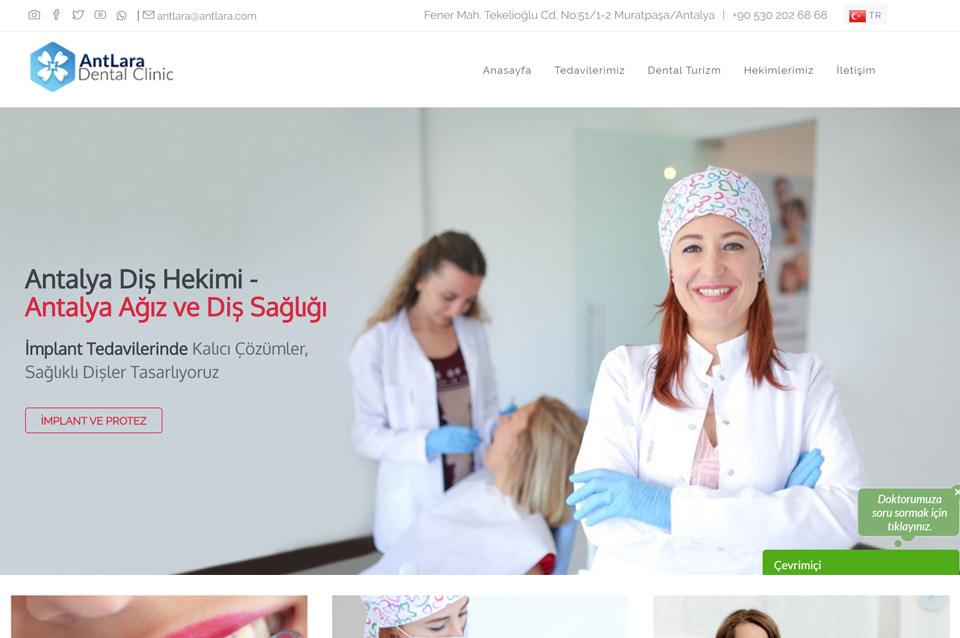 antlara@antlara.com
Fener Mah. Tekelioğlu Cd. No:51/1-2 Muratpaşa/Antalya | +90 530 202 68 68
TR
AntLara
Dental Clinic
Anasayfa Tedavilerimiz Dental Turizm Hekimlerimiz İletişim
Antalya Diş Hekimi -
Antalya Ağız ve Diş Sağlığı
İmplant Tedavilerinde Kalıcı Çözümler,
Sağlıklı Dişler Tasarlıyoruz
İMPLANT VE PROTEZ
Doktorumuza
soru sormak için
tıklayınız.
Çevrimiçi